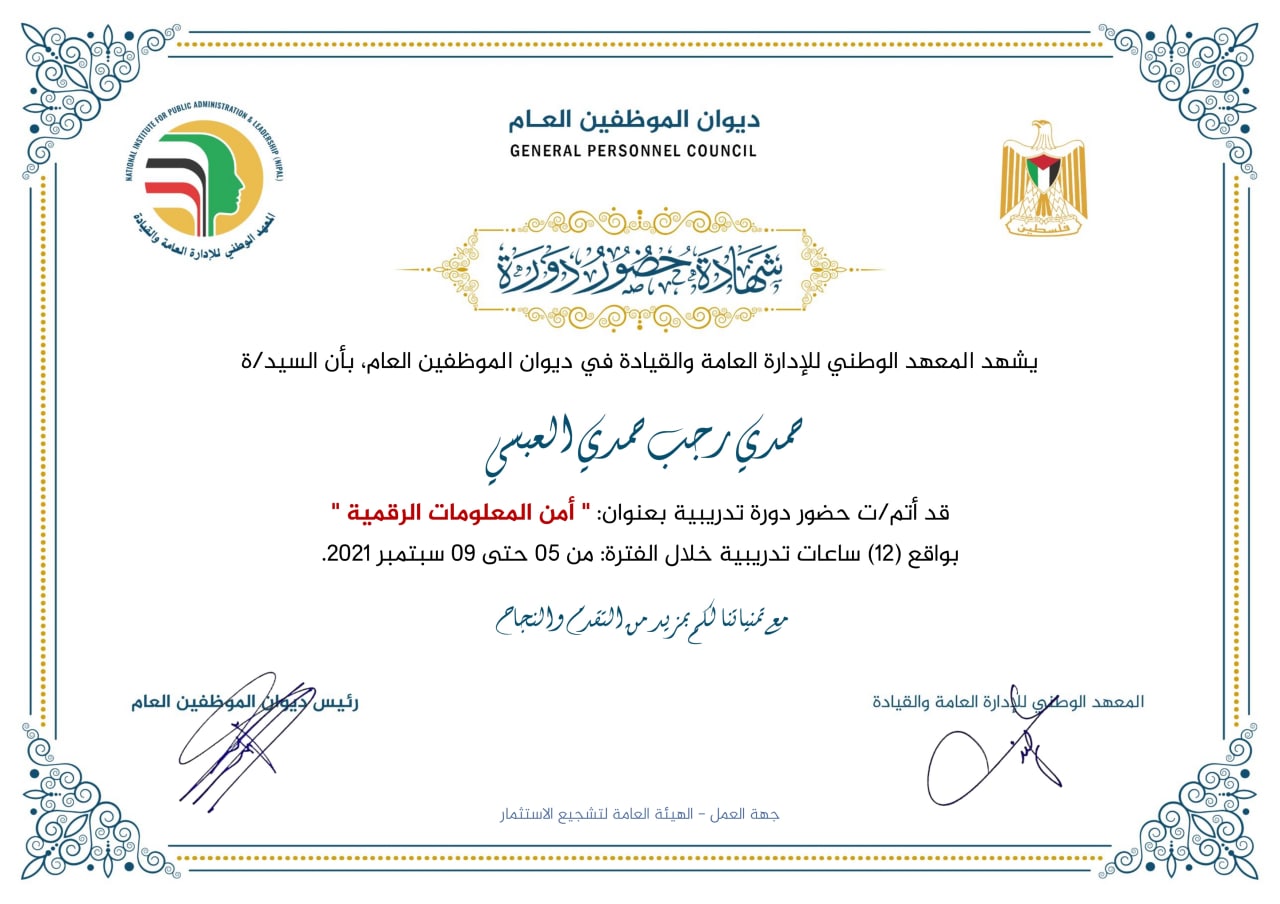 NATIONAL INSTITUTE FOR PUBLIC ADMINISTRATION & LEADERSHIP (NIPAL)
المعهد الوطني للإدارة العامة والقيادة
ديوان الموظفين العـام
GENERAL PERSONNEL COUNCIL
فلسطين
شهادة حضور دورة
يشهد المعهد الوطني للإدارة العامة والقيادة في ديوان الموظفين العام، بأن السيد/ة
حمدي رجب حمدي العبسي
قد أتم/ت حضور دورة تدريبية بعنوان: " أمن المعلومات الرقمية "
بواقع (12) ساعات تدريبية خلال الفترة: من 05 حتى 09 سبتمبر 2021.
مع تمنياتنا لكم بمزيد من التقدم والنجاح
المعهد الوطني للإدارة العامة والقيادة
رئيس ديوان الموظفين العام
جهة العمل - الهيئة العامة لتشجيع الاستثمار